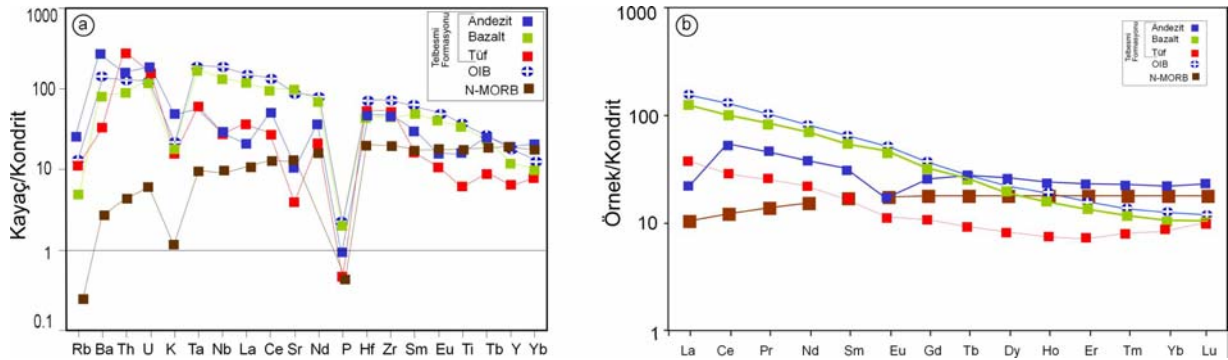 a
1000
100
10
1
0.1
Kayaç/Kondrit
Rb Ba Th U K Ta Nb La Ce Sr Nd P Hf Zr Sm Eu Ti Tb Y Yb
Telbesmi
Formasyonu
Andezit
Bazalt
Tüf
OIB
N-MORB
b
1000
100
10
1
Örnek/Kondrit
La Ce Pr Nd Sm Eu Gd Tb Dy Ho Er Tm Yb Lu
Telbesmi
Formasyonu
Andezit
Bazalt
Tüf
OIB
N-MORB